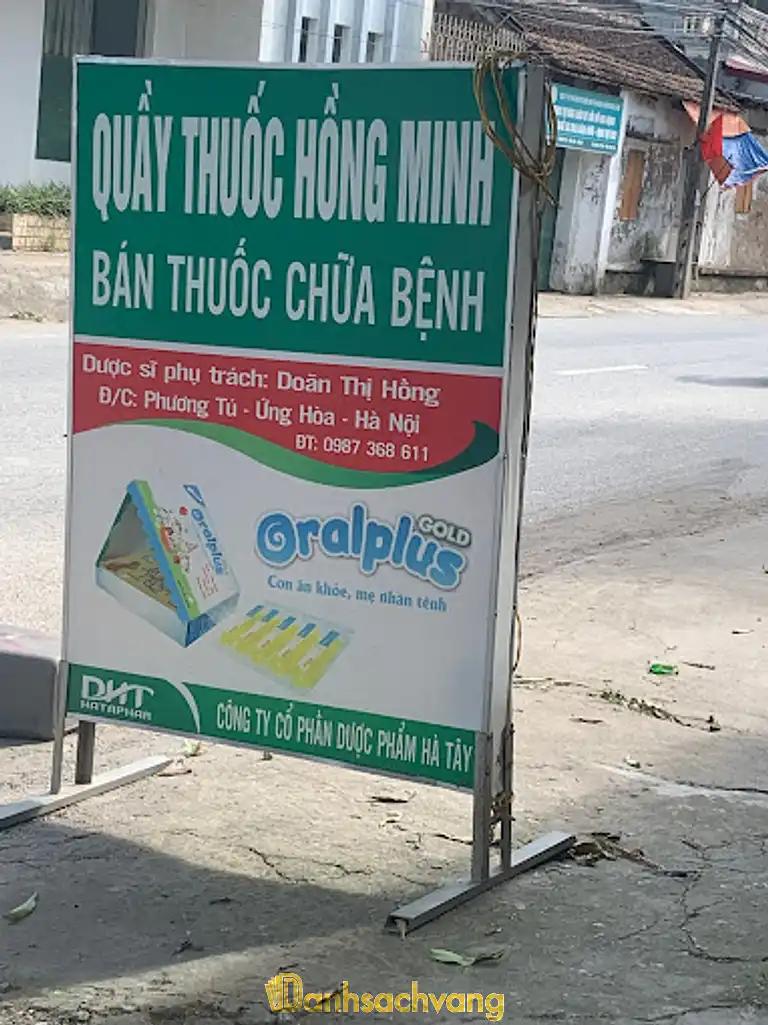 QUẦY THUỐC HỒNG MINH
BÁN THUỐC CHỮA BỆNH
Dược sĩ phụ trách: Doãn Thị Hồng
Đ/C: Phương Tú - Ứng Hòa - Hà Nội
ĐT: 0987 368 611
Oralplus
Oralplus GOLD
Con ăn khỏe, mẹ nhàn tênh
DHT
HATAPHAR
CÔNG TY CỔ PHẦN DƯỢC PHẨM HÀ TÂY
Danhsachvang